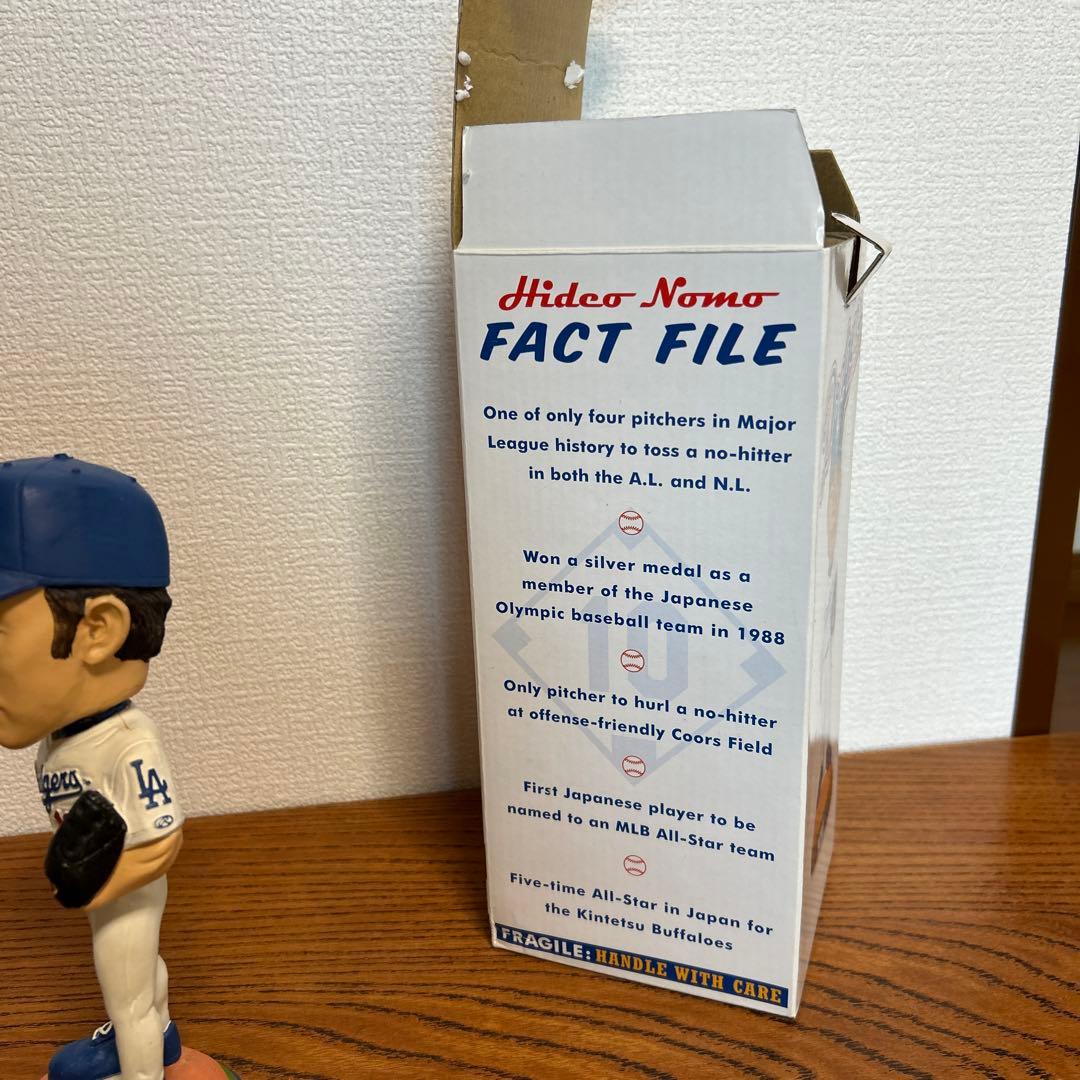 Hideo Nomo
FACT FILE
One of only four pitchers in Major
League history to toss a no-hitter
in both the A.L. and N.L.
Won a silver medal as a
member of the Japanese
Olympic baseball team in 1988
10
Only pitcher to hurl a no-hitter
at offense-friendly Coors Field
First Japanese player to be
named to an MLB All-Star team
Five-time All-Star in Japan for
the Kintetsu Buffaloes
FRAGILE: HANDLE WITH CARE
gers
LA